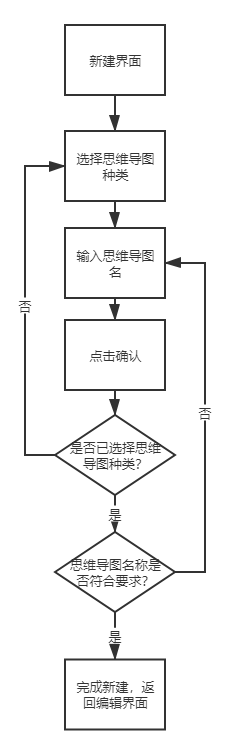 新建界面
选择思维导图
种类
输入思维导图
名
点击确认
否
否
是否已选择思维
导图种类？
是
思维导图名称是
否符合要求？
是
完成新建，返
回编辑界面